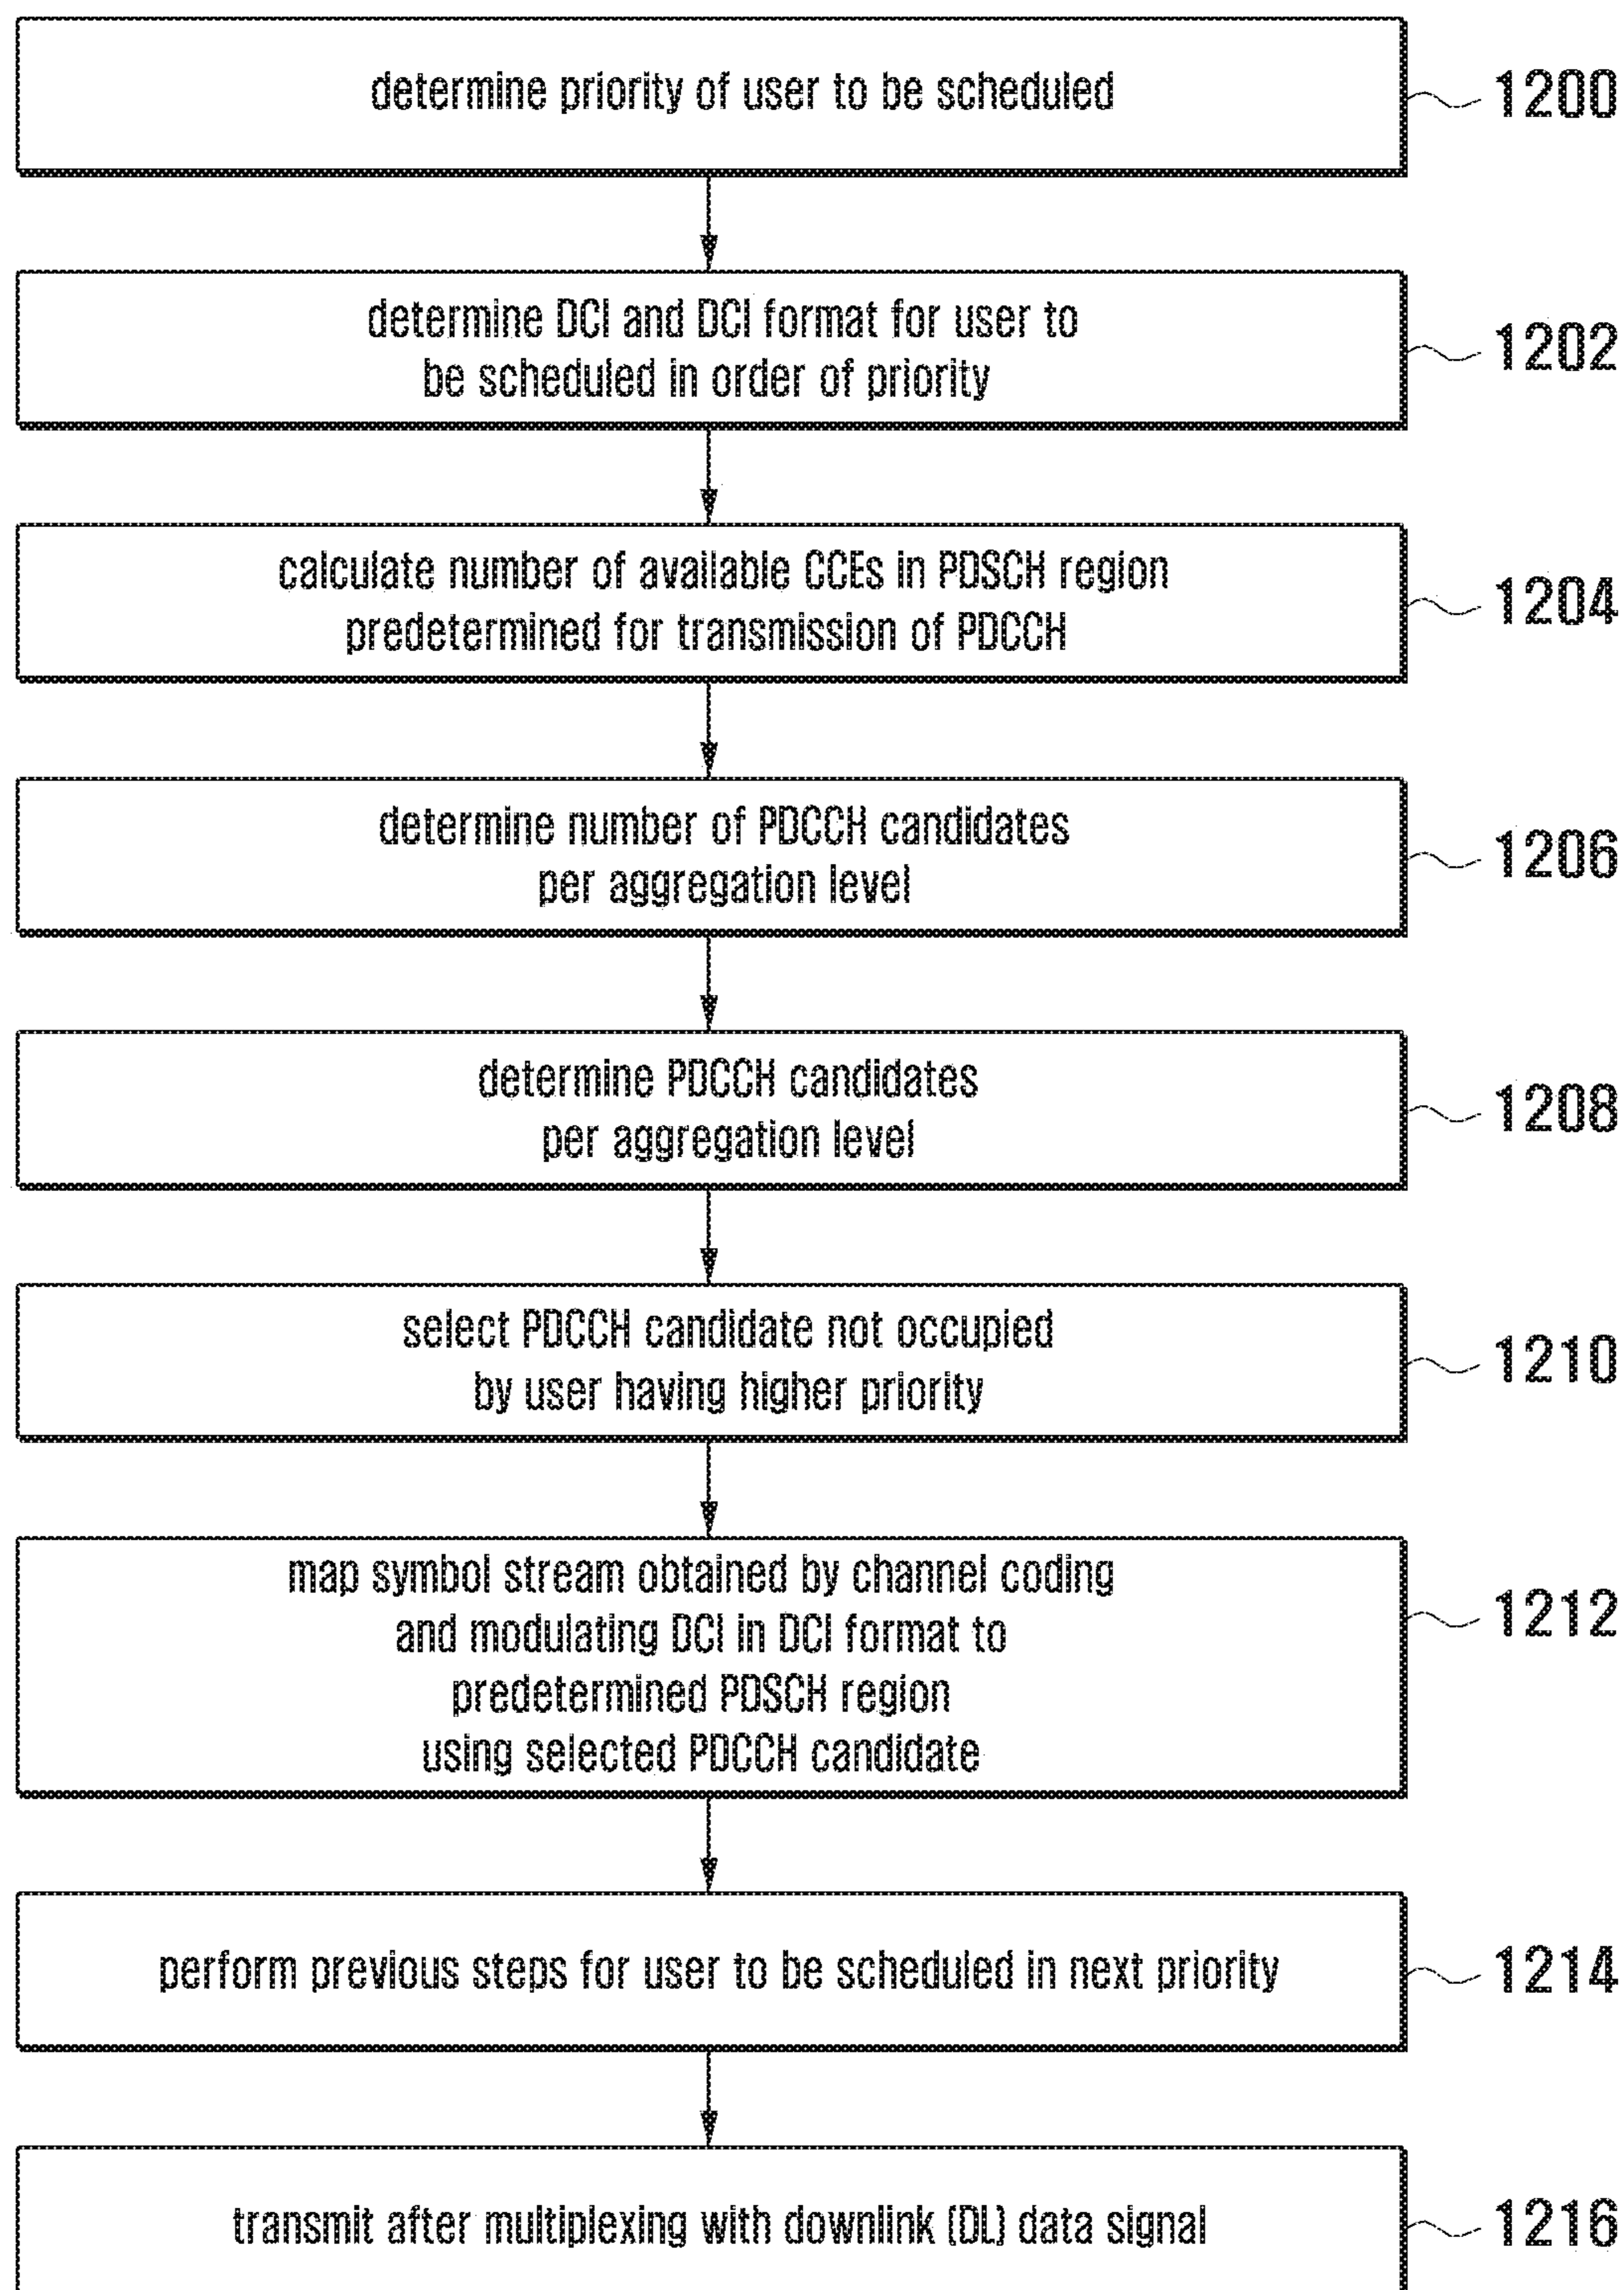 determine priority of user to be scheduled
1200
determine DCI and DCI format for user to
be scheduled in order of priority
1202
calculate number of available CCEs in PDSCH region
predetermined for transmission of PDCCH
1204
determine number of PDCCH candidates
per aggregation level
1206
determine PDCCH candidates
per aggregation level
1208
select PDCCH candidate not occupied
by user having higher priority
1210
map symbol stream obtained by channel coding
and modulating DCI in DCI format to
predetermined PDSCH region
using selected PDCCH candidate
1212
perform previous steps for user to be scheduled in next priority
1214
transmit after multiplexing with downlink (DL) data signal
1216